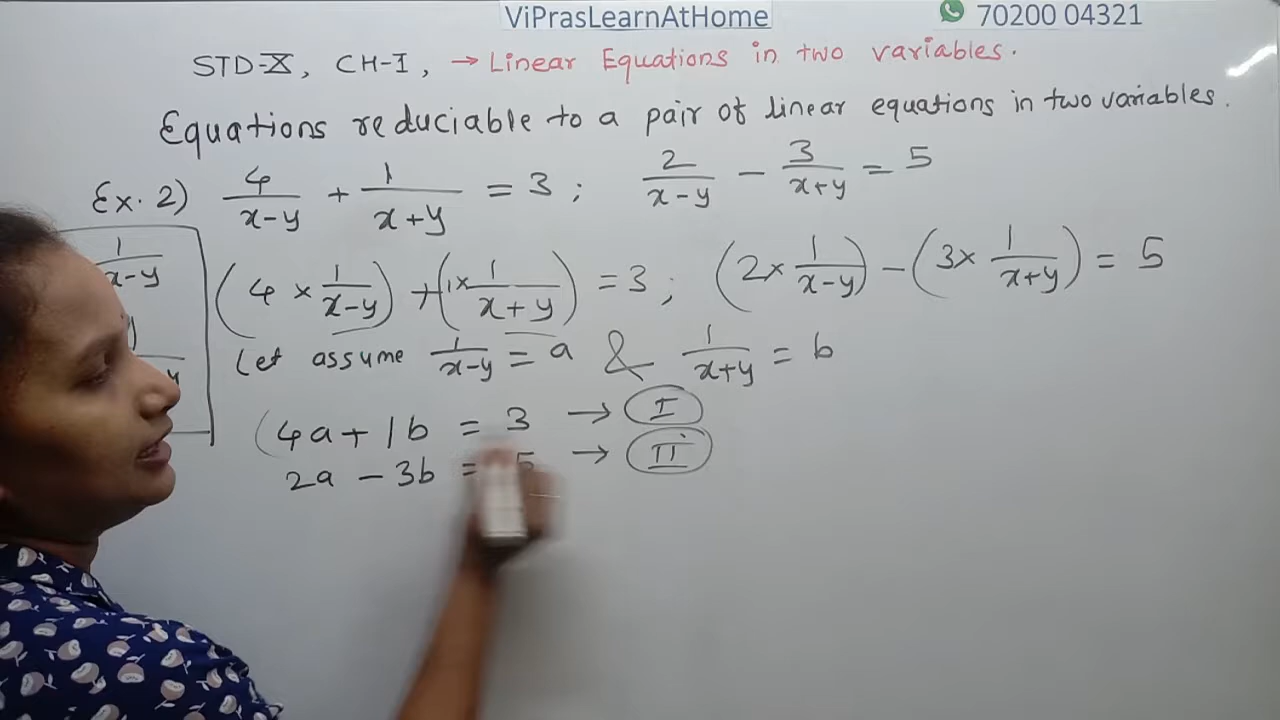 ViPrasLearnAtHome 70200 04321
STD-X, CH-I, → Linear Equations in two variables.
Equations reduciable to a pair of linear equations in two variables.
Ex. 2) 4/(x-y) + 1/(x+y) = 3 ; 2/(x-y) - 3/(x+y) = 5
1/(x-y)
(4 × 1/(x-y)) + (1× 1/(x+y)) = 3 ; (2× 1/(x-y)) - (3× 1/(x+y)) = 5
Let assume 1/(x-y) = a & 1/(x+y) = b
(4a + 1b = 3 → I
2a - 3b = 5 → II